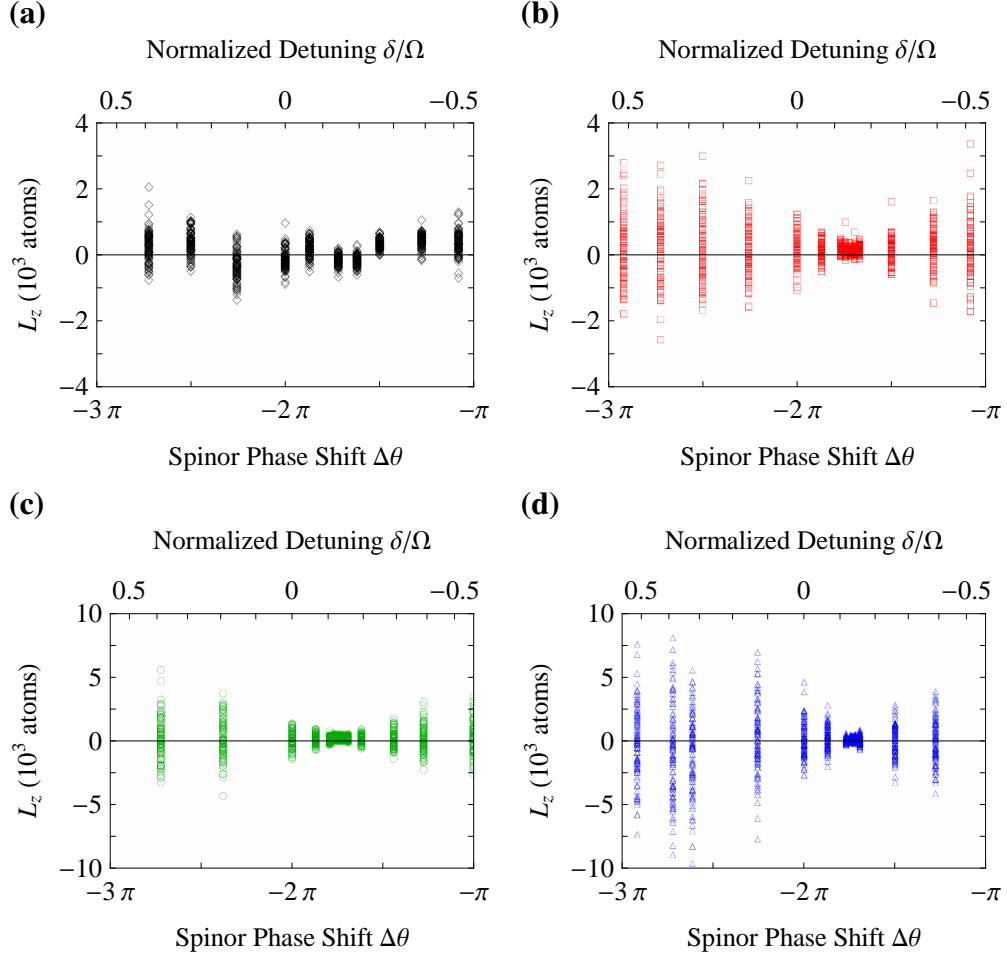 (a)
Normalized Detuning δ/Ω
0.5 0 −0.5
4
2
0
−2
−4
L_z (10^3 atoms)
−3 π −2 π −π
Spinor Phase Shift Δθ
(b)
Normalized Detuning δ/Ω
0.5 0 −0.5
4
2
0
−2
−4
L_z (10^3 atoms)
−3 π −2 π −π
Spinor Phase Shift Δθ
(c)
Normalized Detuning δ/Ω
0.5 0 −0.5
10
5
0
−5
−10
L_z (10^3 atoms)
−3 π −2 π −π
Spinor Phase Shift Δθ
(d)
Normalized Detuning δ/Ω
0.5 0 −0.5
10
5
0
−5
−10
L_z (10^3 atoms)
−3 π −2 π −π
Spinor Phase Shift Δθ